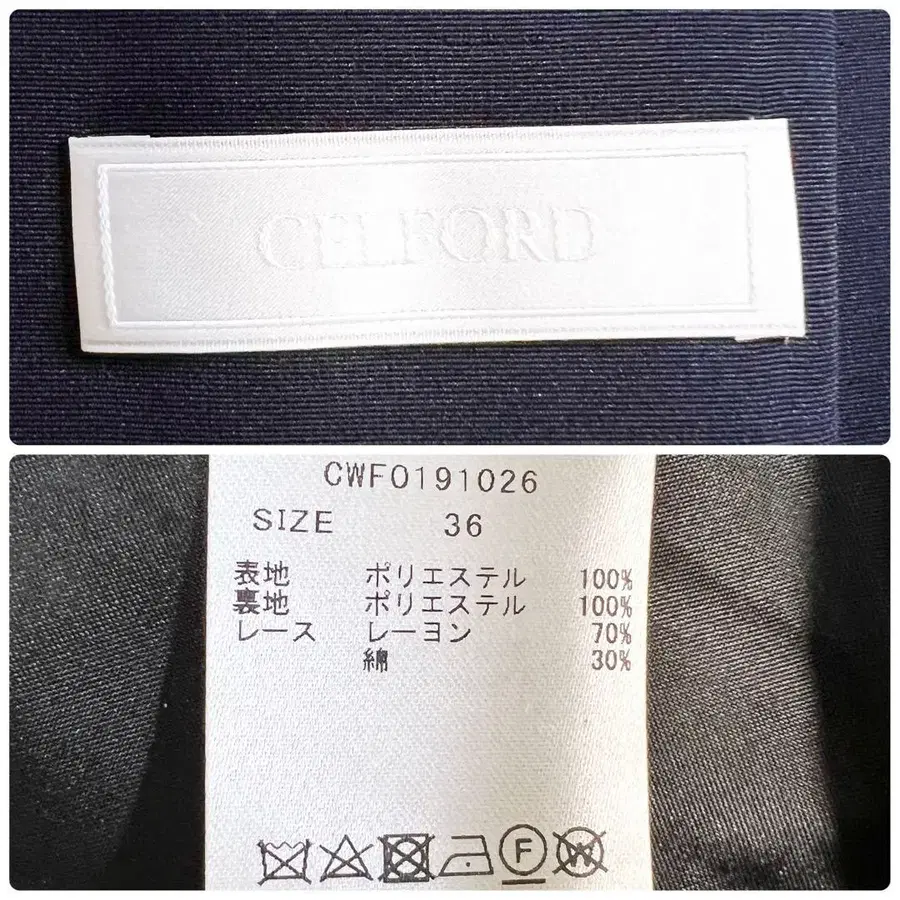 CELFORD
CWF0191026
SIZE 36
表地 ポリエステル 100%
裏地 ポリエステル 100%
レース レーヨン 70%
綿 30%
F
W